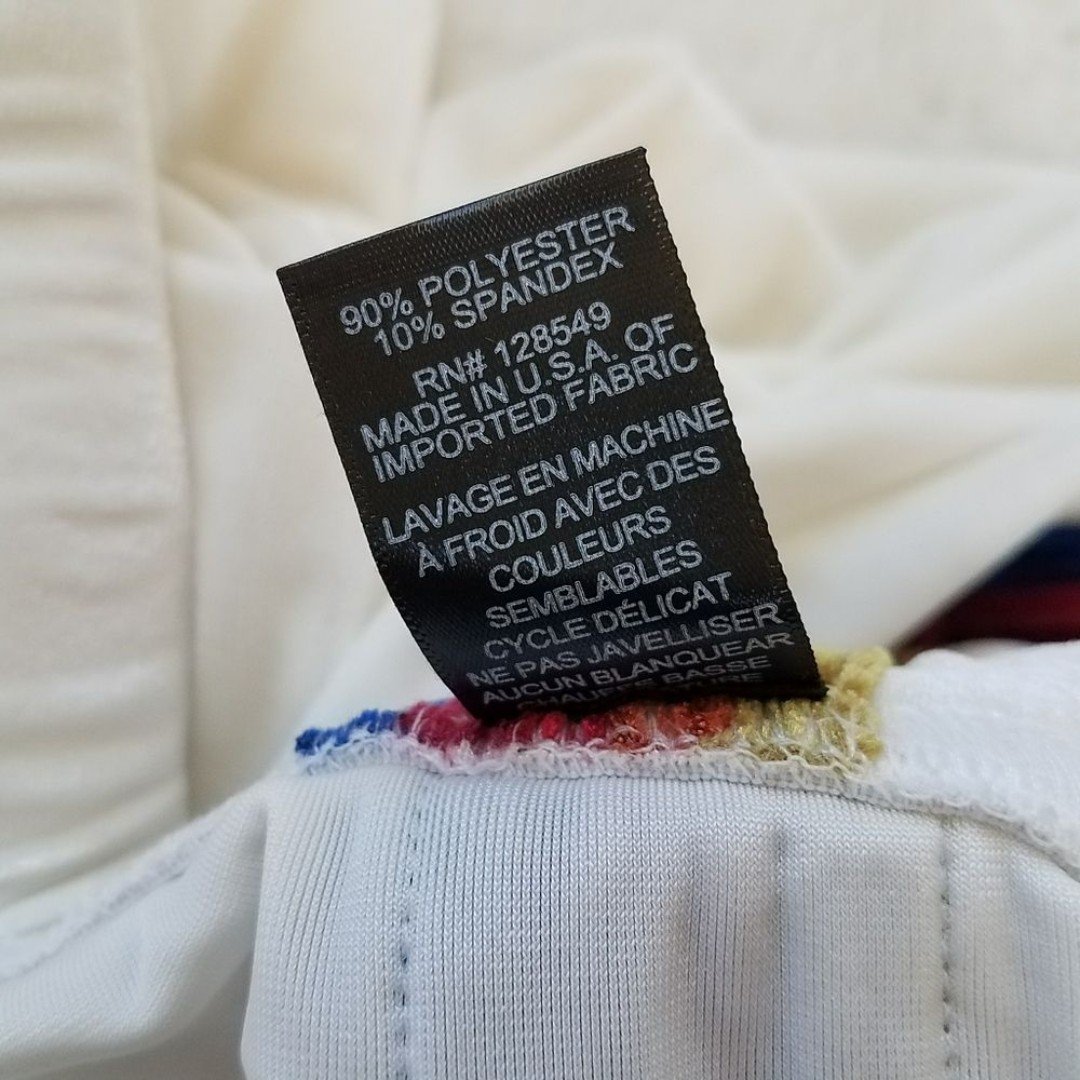 90% POLYESTER
10% SPANDEX
RN# 128549
MADE IN U.S.A. OF
IMPORTED FABRIC
LAVAGE EN MACHINE
À FROID AVEC DES
COULEURS
SEMBLABLES
CYCLE DÉLICAT
NE PAS JAVELLISER
AUCUN BLANQUEAR
BASSE